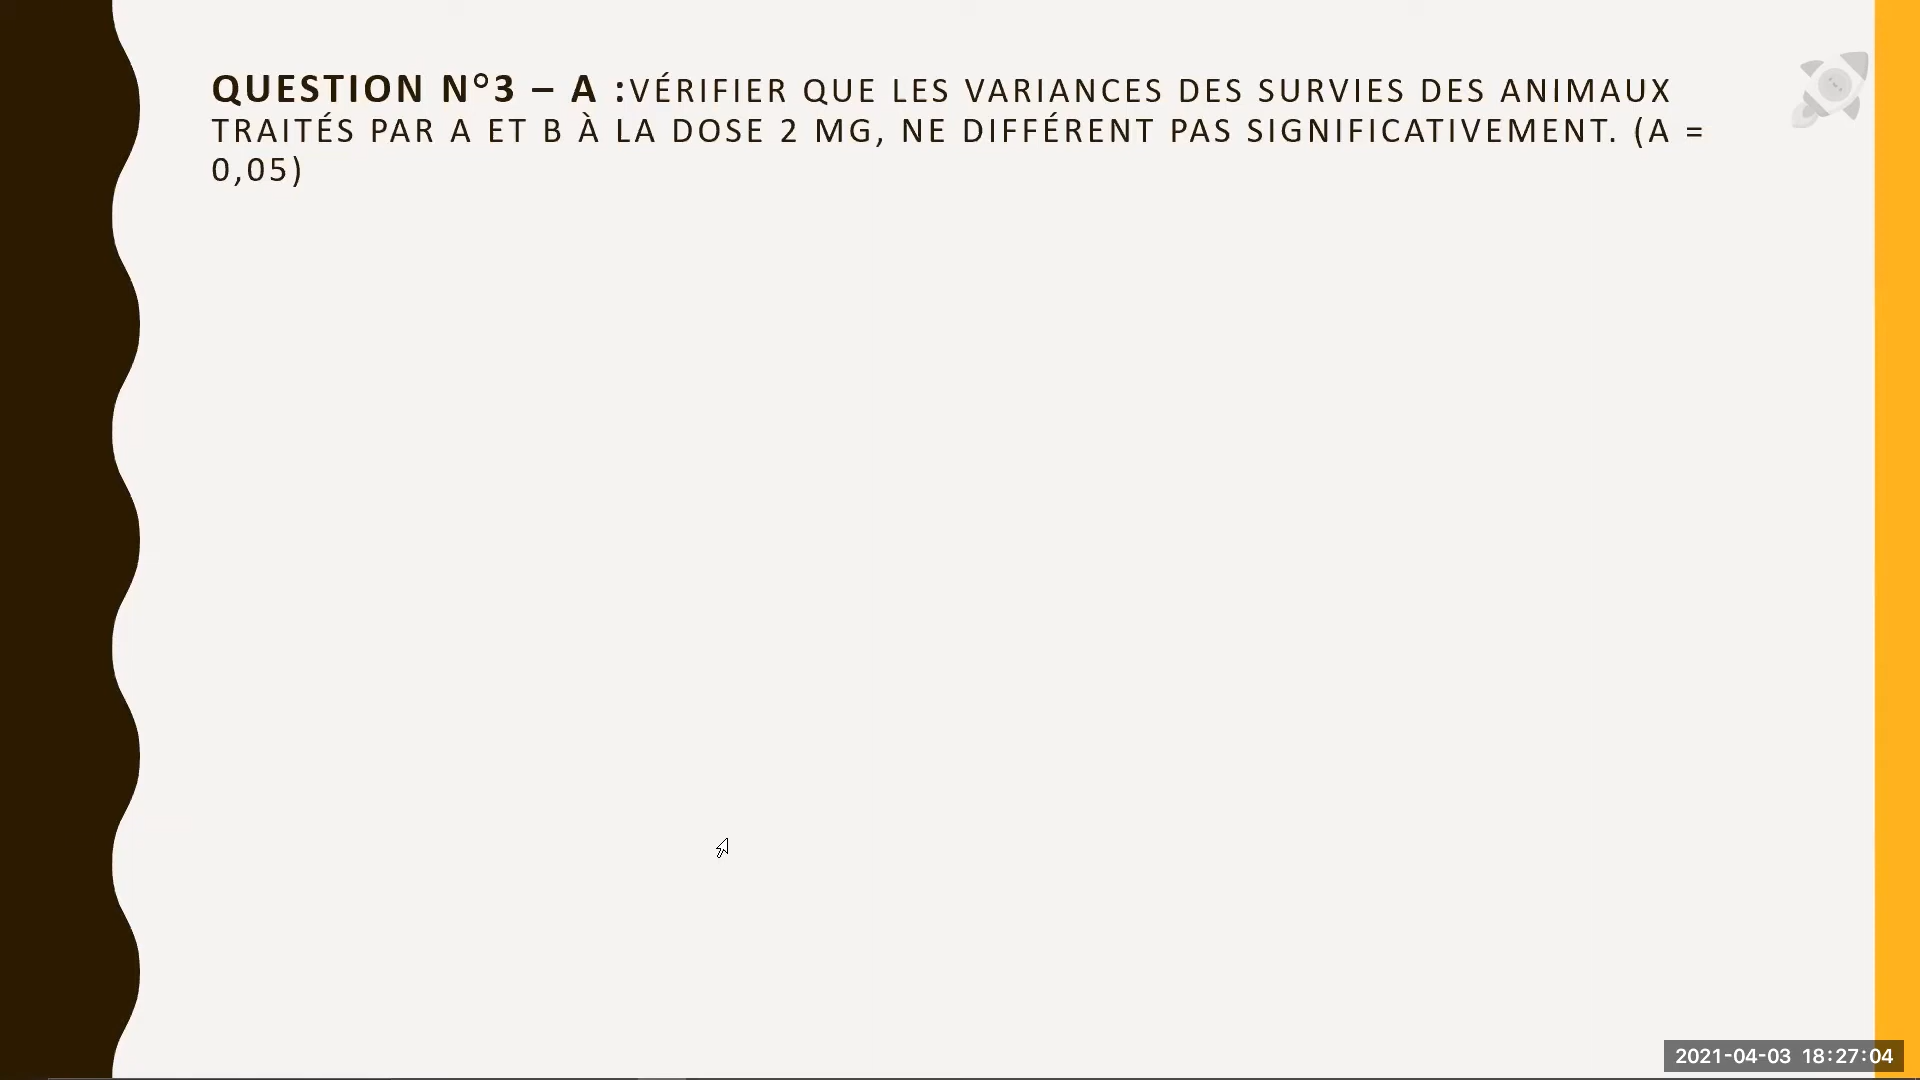 QUESTION N°3 – A :VÉRIFIER QUE LES VARIANCES DES SURVIES DES ANIMAUX
TRAITÉS PAR A ET B À LA DOSE 2 MG, NE DIFFÉRENT PAS SIGNIFICATIVEMENT. (Α =
0,05)
2021-04-03 18:27:04